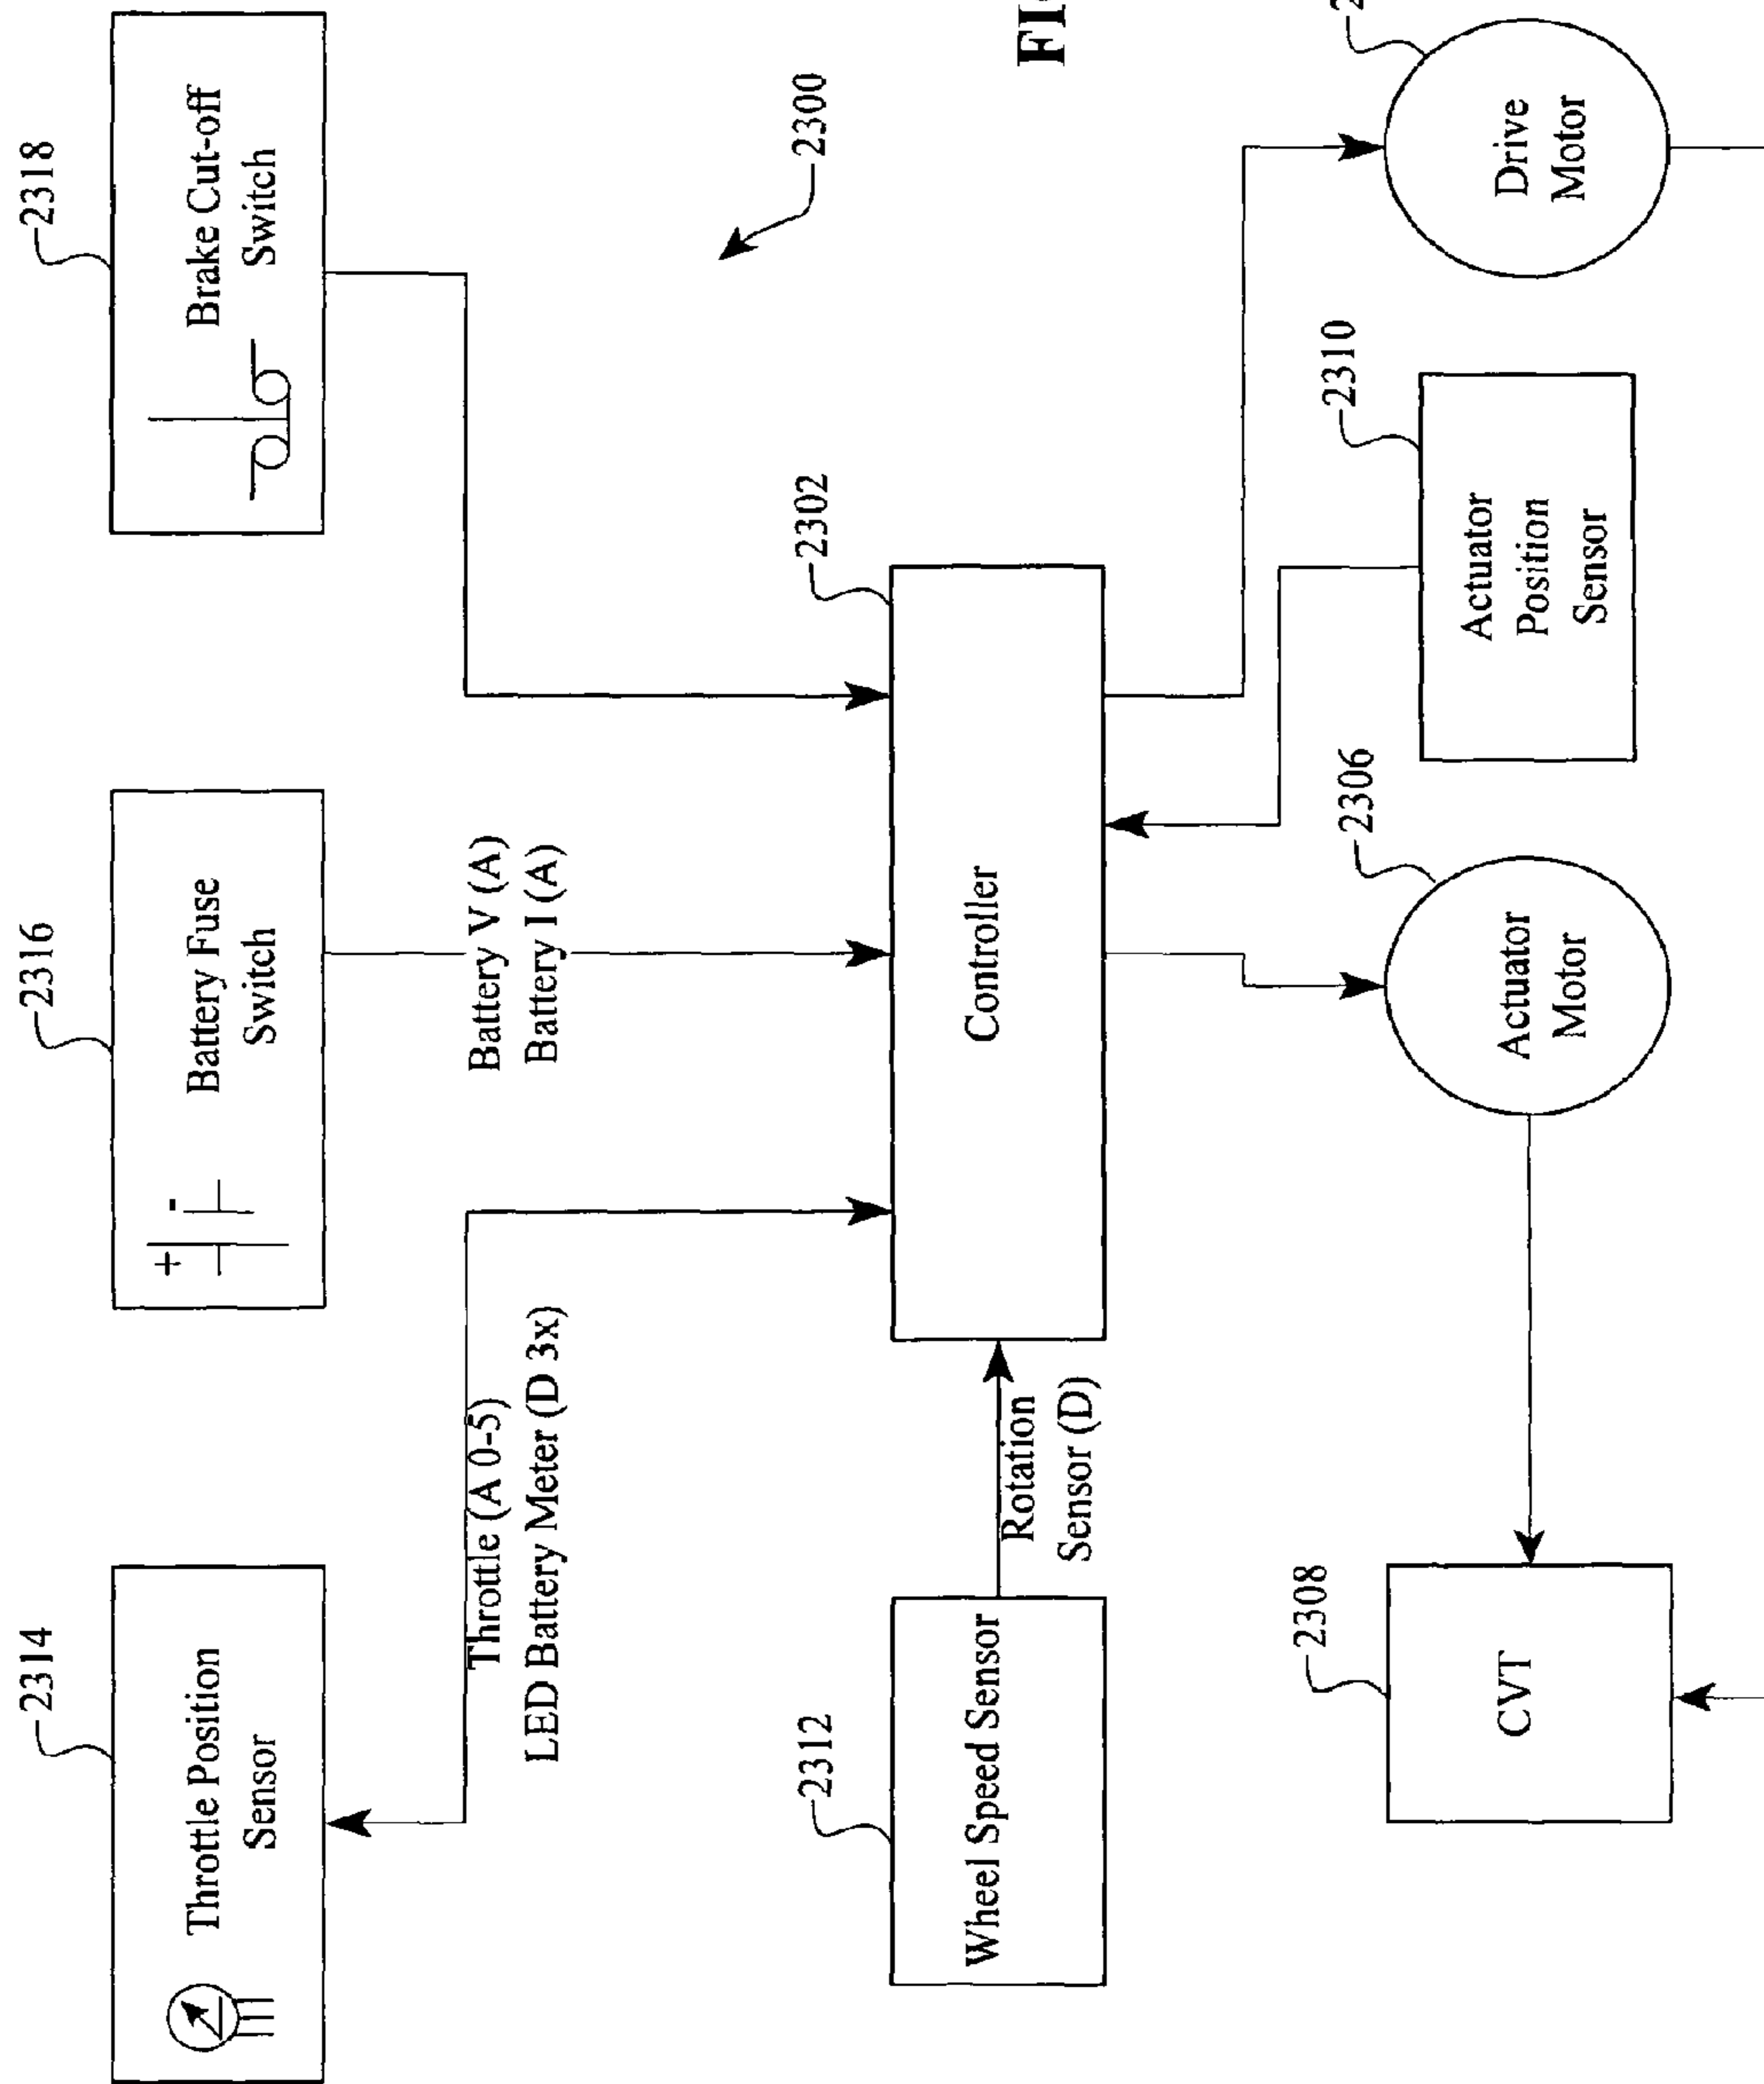 2314
Throttle Position
Sensor
2316
+ -
Battery Fuse
Switch
2318
Brake Cut-off
Switch
Throttle (A 0-5)
LED Battery Meter (D 3x)
Battery V (A)
Battery I (A)
2300
2312
Wheel Speed Sensor
Rotation
Sensor (D)
2302
Controller
2308
CVT
2306
Actuator
Motor
2310
Actuator
Position
Sensor
Drive
Motor